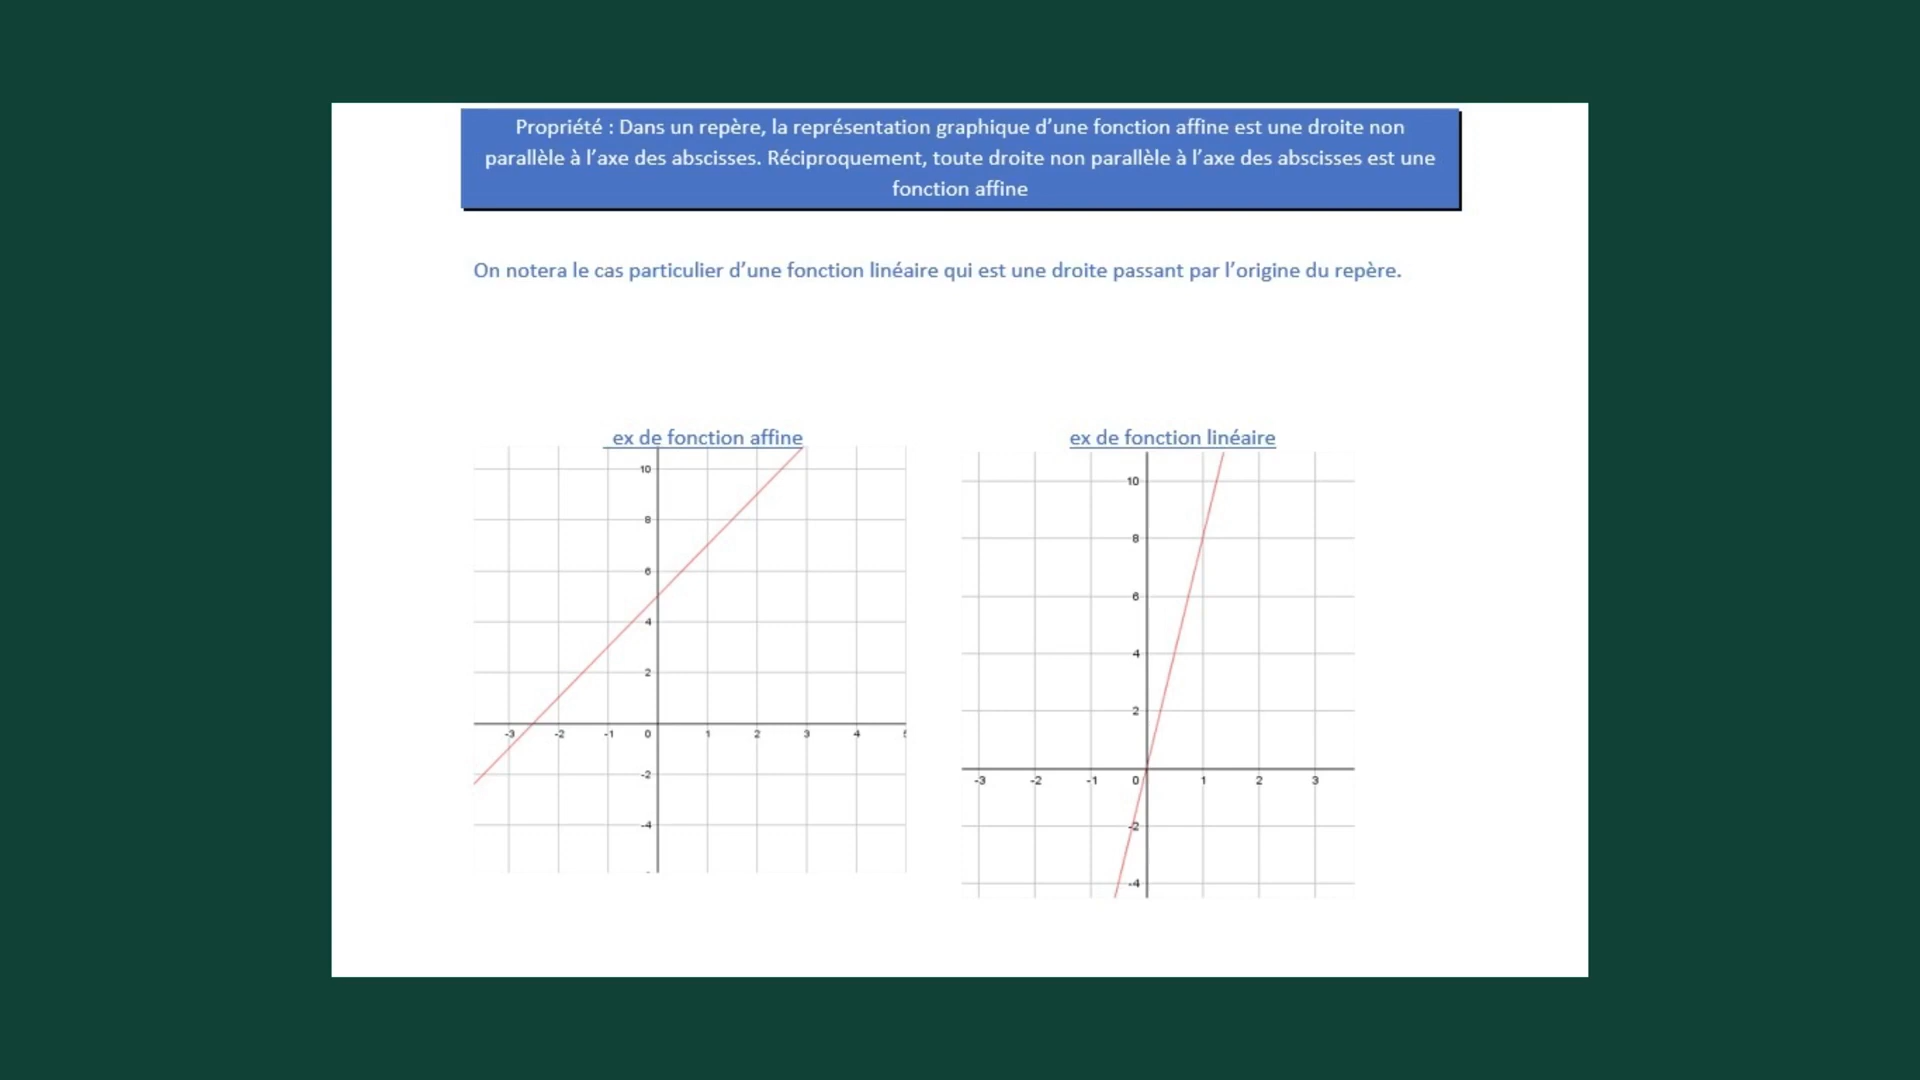 Propriété : Dans un repère, la représentation graphique d’une fonction affine est une droite non
parallèle à l’axe des abscisses. Réciproquement, toute droite non parallèle à l’axe des abscisses est une
fonction affine
On notera le cas particulier d’une fonction linéaire qui est une droite passant par l’origine du repère.
ex de fonction affine
10
8
6
4
2
-3 -2 -1 0 1 2 3 4
-2
-4
ex de fonction linéaire
10
8
6
4
2
-3 -2 -1 0 1 2 3
-2
-4